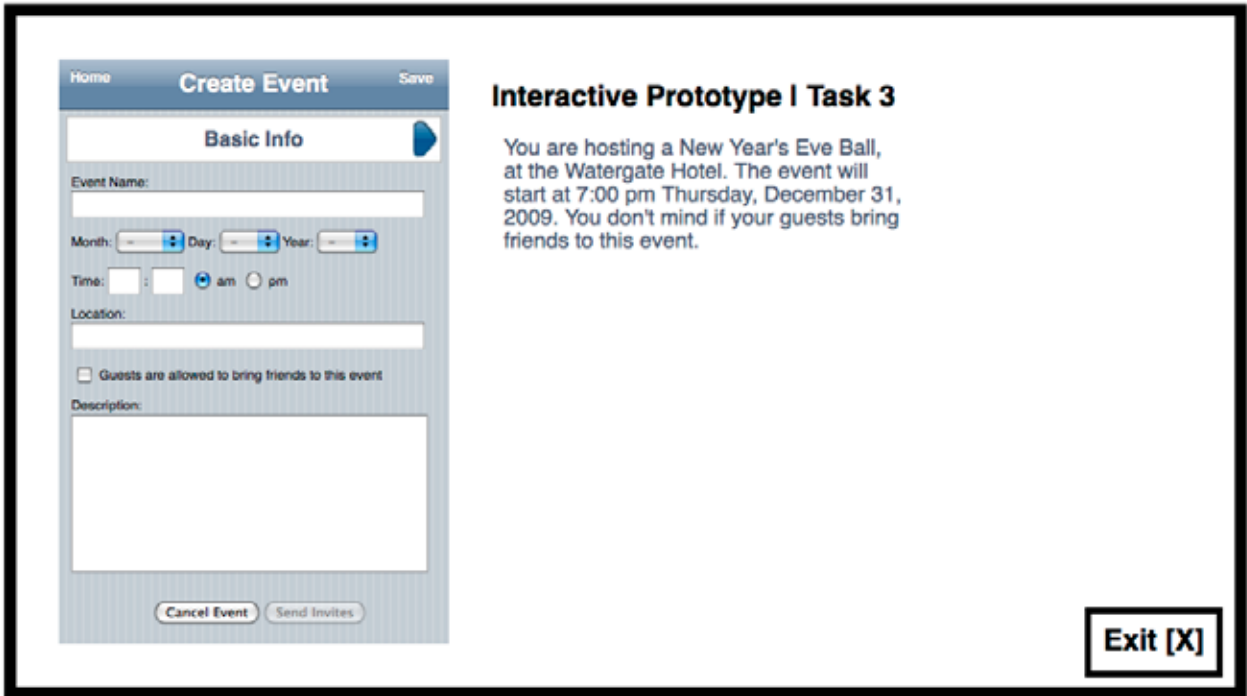 Home Create Event Save
Basic Info
Event Name:
Month: - Day: - Year: -
Time: : am pm
Location:
Guests are allowed to bring friends to this event
Description:
Cancel Event Send Invites
Interactive Prototype | Task 3
You are hosting a New Year's Eve Ball,
at the Watergate Hotel. The event will
start at 7:00 pm Thursday, December 31,
2009. You don't mind if your guests bring
friends to this event.
Exit [X]